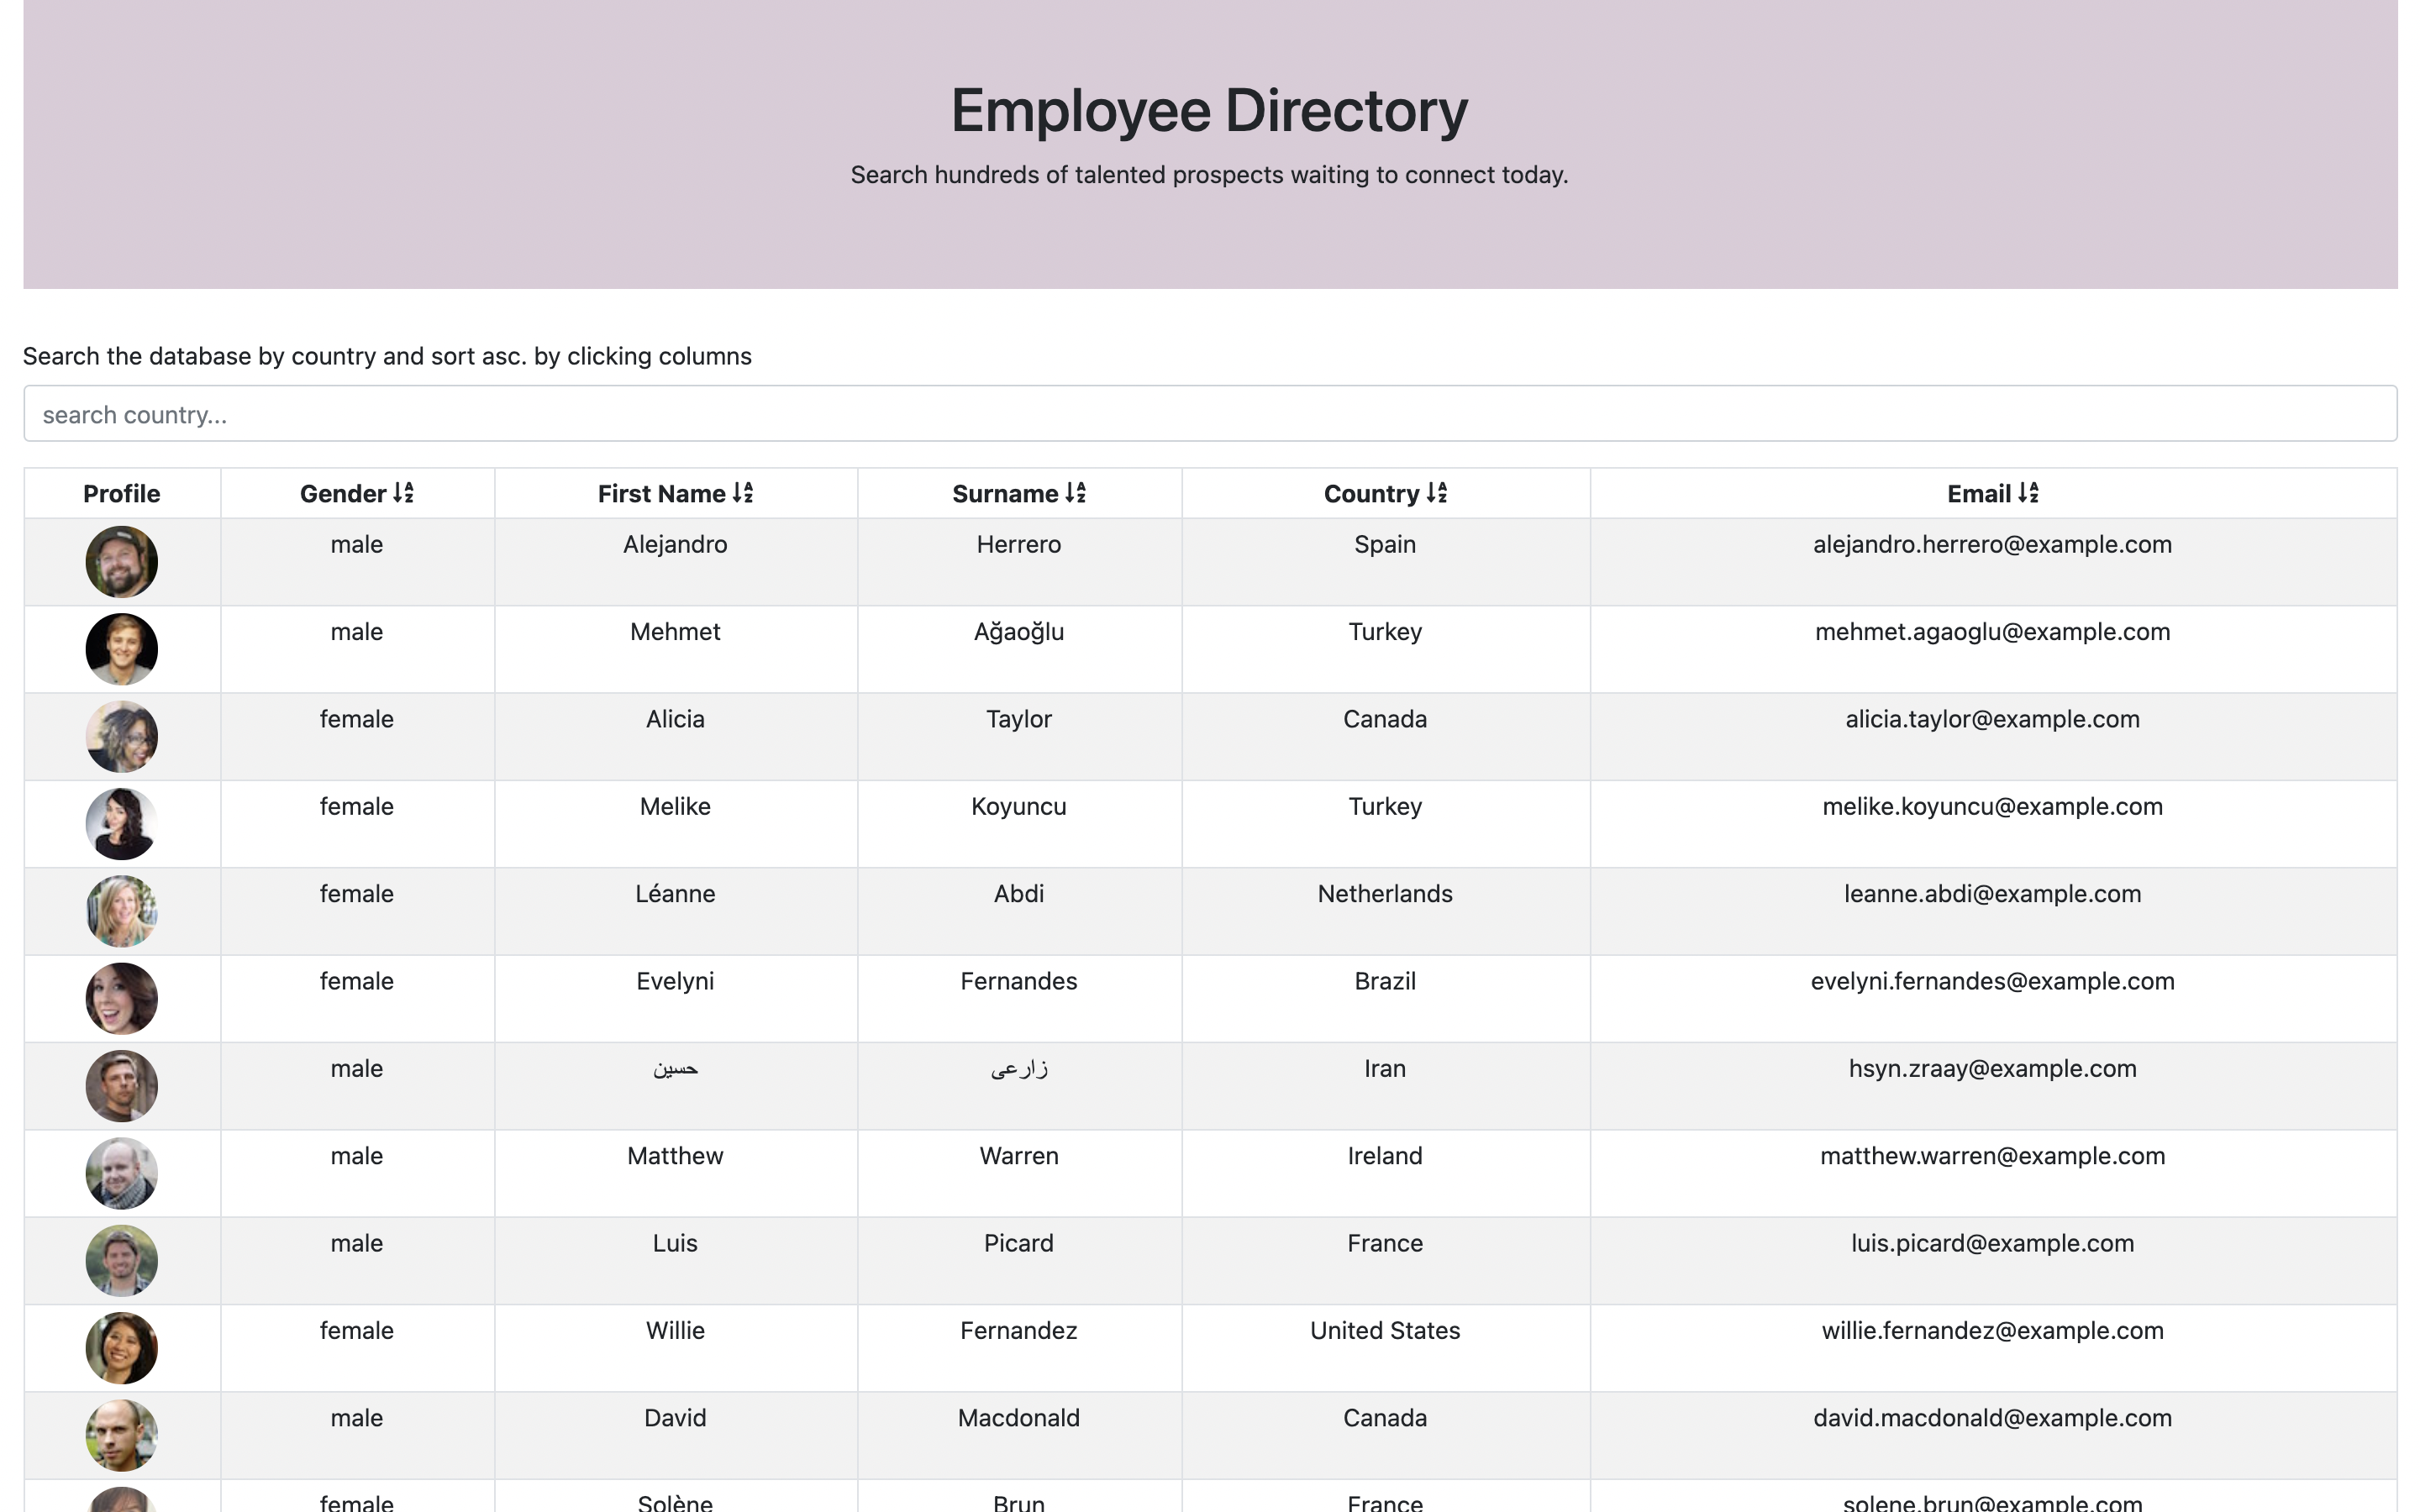 Employee Directory
Search hundreds of talented prospects waiting to connect today.
Search the database by country and sort asc. by clicking columns
search country...
Profile Gender First Name Surname Country Email
male Alejandro Herrero Spain alejandro.herrero@example.com
male Mehmet Ağaoğlu Turkey mehmet.agaoglu@example.com
female Alicia Taylor Canada alicia.taylor@example.com
female Melike Koyuncu Turkey melike.koyuncu@example.com
female Léanne Abdi Netherlands leanne.abdi@example.com
female Evelyni Fernandes Brazil evelyni.fernandes@example.com
male حسین زارعی Iran hsyn.zraay@example.com
male Matthew Warren Ireland matthew.warren@example.com
male Luis Picard France luis.picard@example.com
female Willie Fernandez United States willie.fernandez@example.com
male David Macdonald Canada david.macdonald@example.com
female Solène Brun France solene.brun@example.com